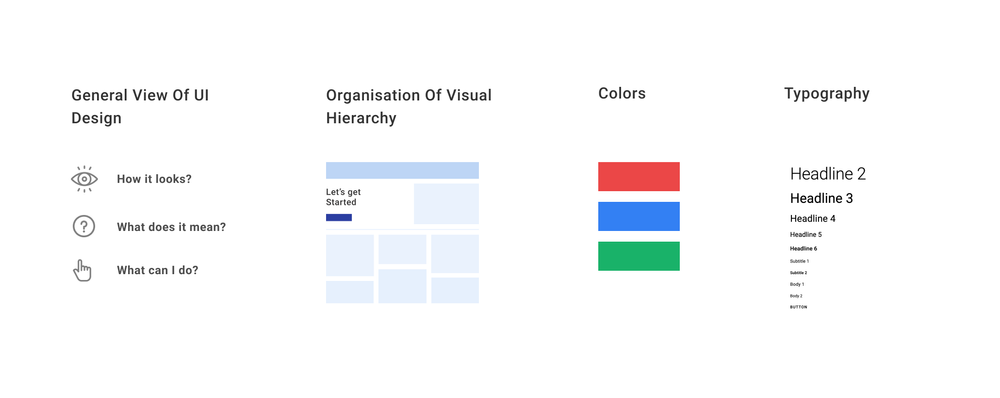 General View Of UI
Design
How it looks?
What does it mean?
What can I do?
Organisation Of Visual
Hierarchy
Let's get
Started
Colors
Typography
Headline 2
Headline 3
Headline 4
Headline 5
Headline 6
Subtitle 1
Subtitle 2
Body 1
Body 2
BUTTON